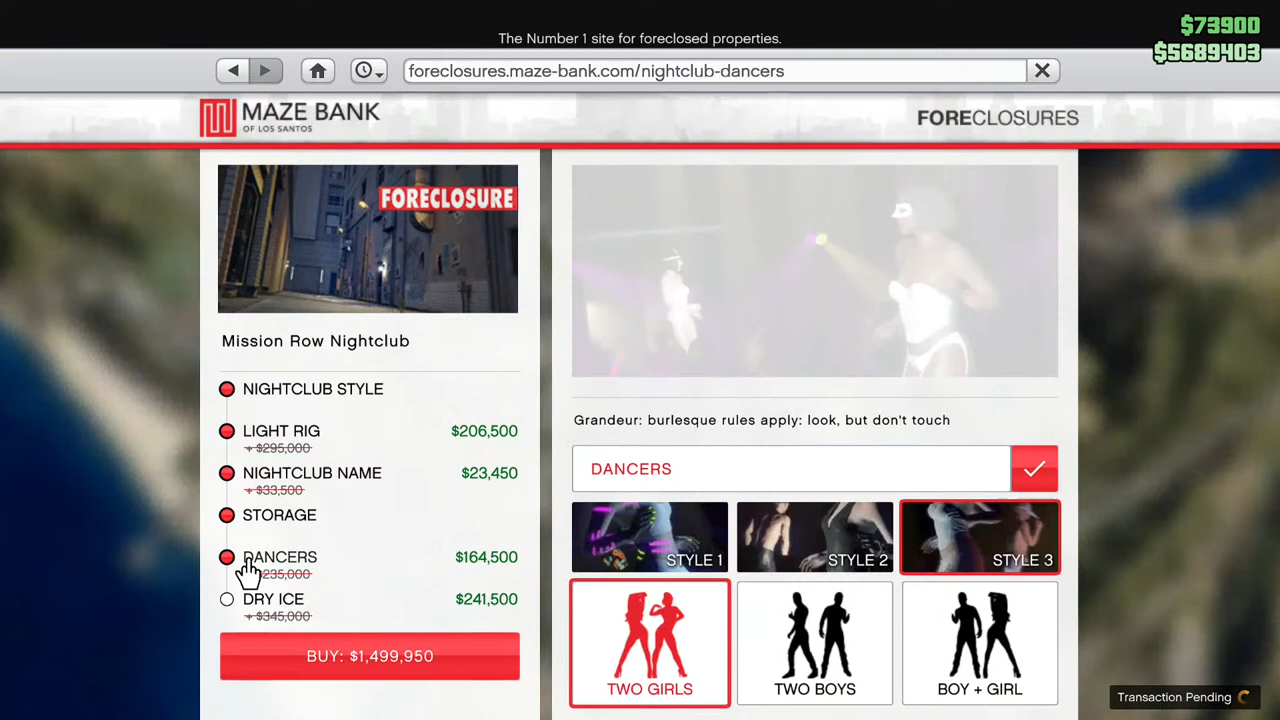 The Number 1 site for foreclosed properties.
$73900
$5689403
foreclosures.maze-bank.com/nightclub-dancers
MAZE BANK
OF LOS SANTOS
FORECLOSURES
FORECLOSURE
Mission Row Nightclub
NIGHTCLUB STYLE
LIGHT RIG $206,500
+ $295,000
NIGHTCLUB NAME $23,450
+ $33,500
STORAGE
DANCERS $164,500
$235,000
DRY ICE $241,500
+ $345,000
BUY: $1,499,950
Grandeur: burlesque rules apply: look, but don't touch
DANCERS
STYLE 1 STYLE 2 STYLE 3
TWO GIRLS TWO BOYS BOY + GIRL
Transaction Pending